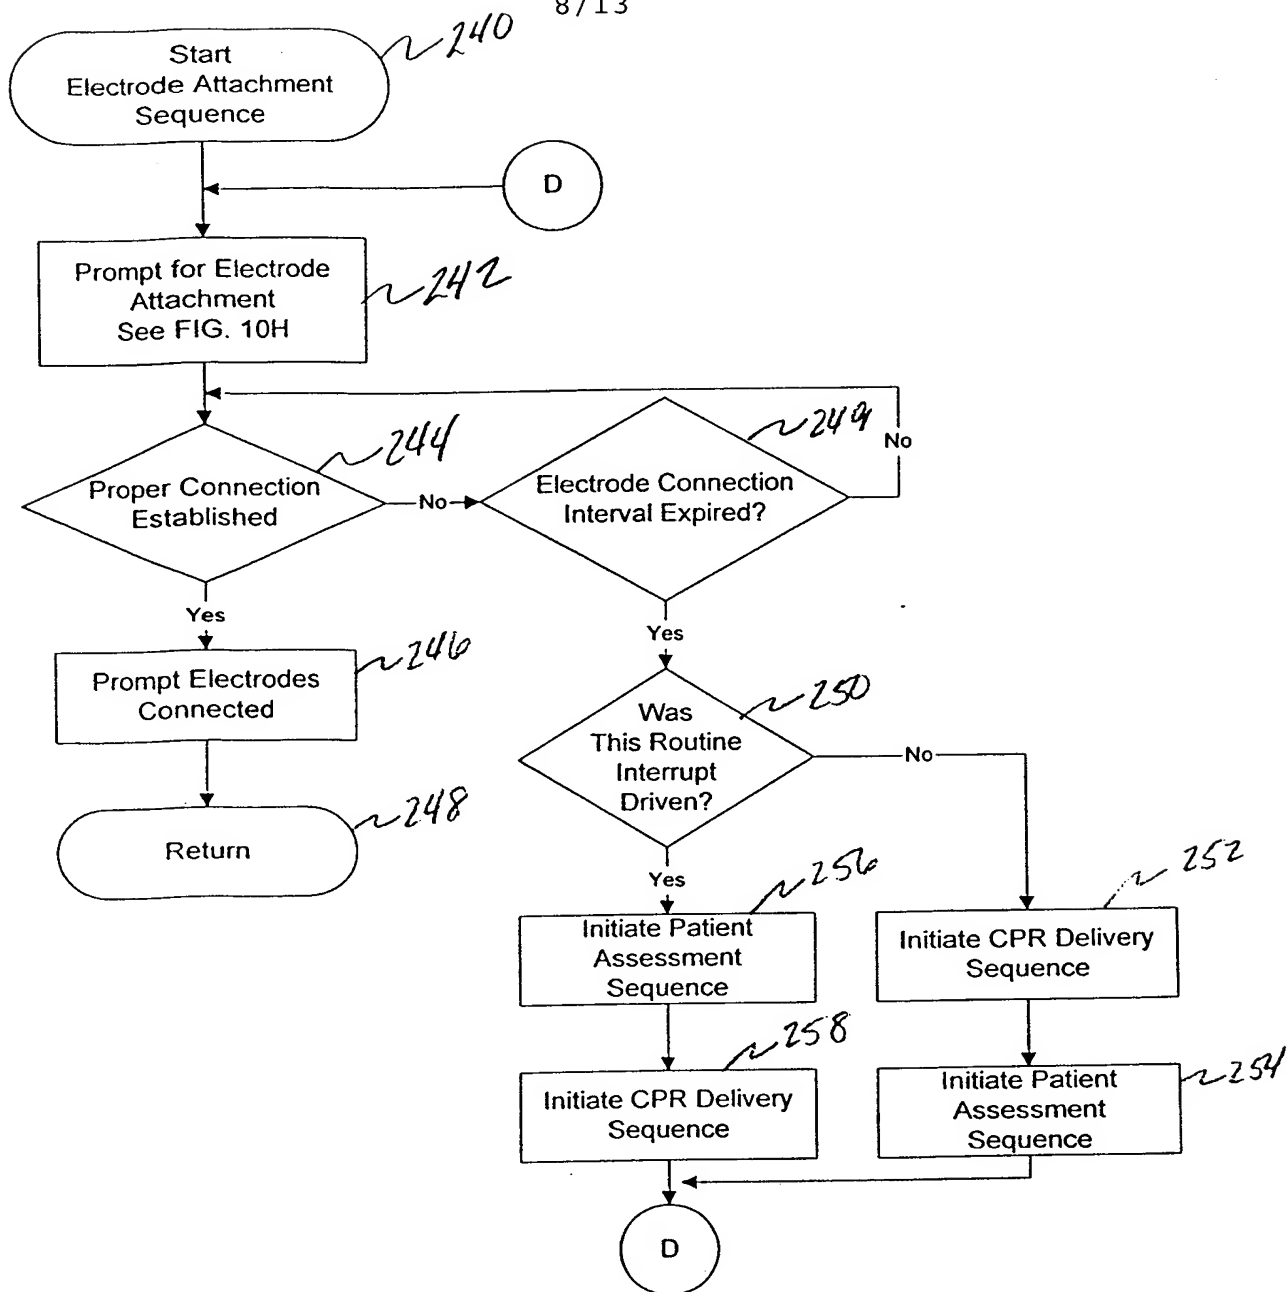 8/13
Start
Electrode Attachment
Sequence
240
D
Prompt for Electrode
Attachment
See FIG. 10H
242
Proper Connection
Established
244
No
Electrode Connection
Interval Expired?
249
No
Yes
Yes
Prompt Electrodes
Connected
246
Was
This Routine
Interrupt
Driven?
250
No
Return
248
Yes
Initiate Patient
Assessment
Sequence
256
Initiate CPR Delivery
Sequence
252
Initiate CPR Delivery
Sequence
258
Initiate Patient
Assessment
Sequence
254
D